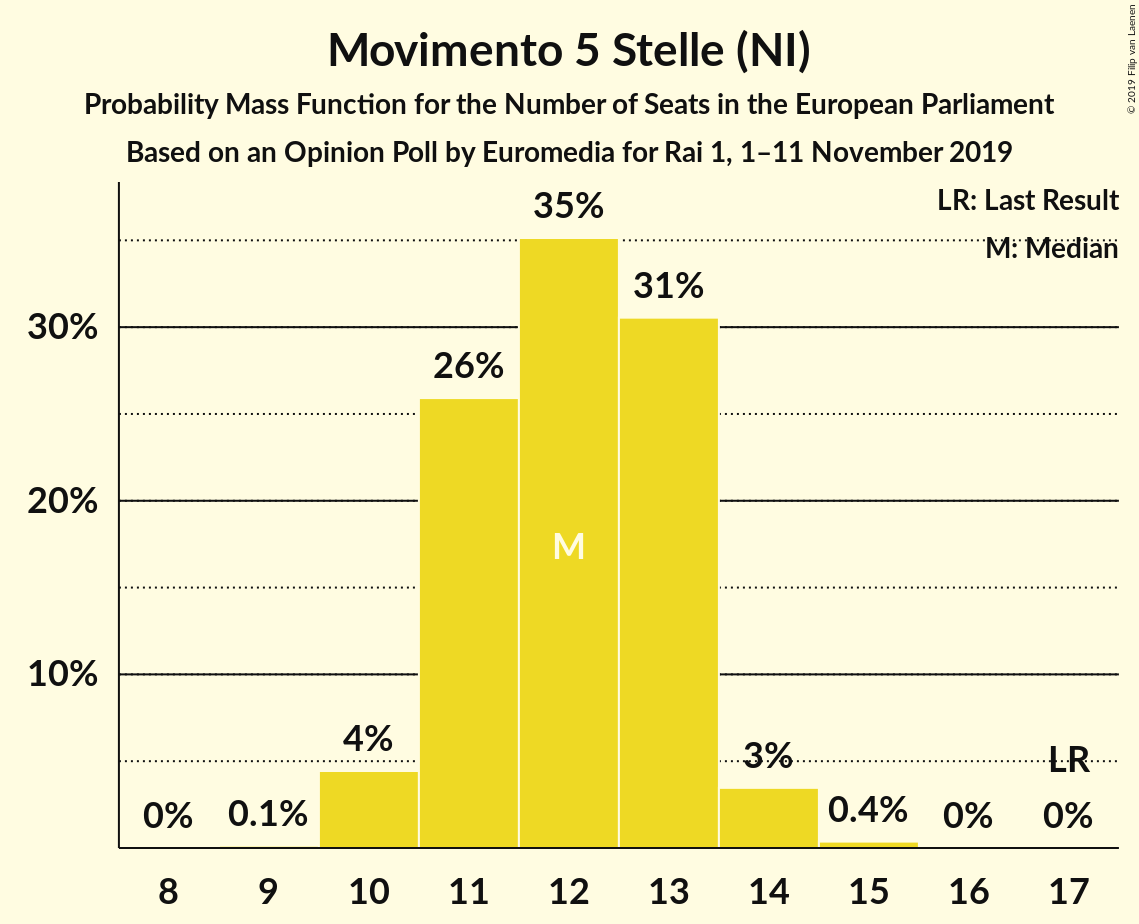 Movimento 5 Stelle (NI)
Probability Mass Function for the Number of Seats in the European Parliament
Based on an Opinion Poll by Euromedia for Rai 1, 1–11 November 2019
© 2019 Filip van Laenen
LR: Last Result
M: Median
35%
31%
30%
26%
20%
M
10%
4%
3%
LR
0%
0.1%
0.4%
0%
0%
8 9 10 11 12 13 14 15 16 17